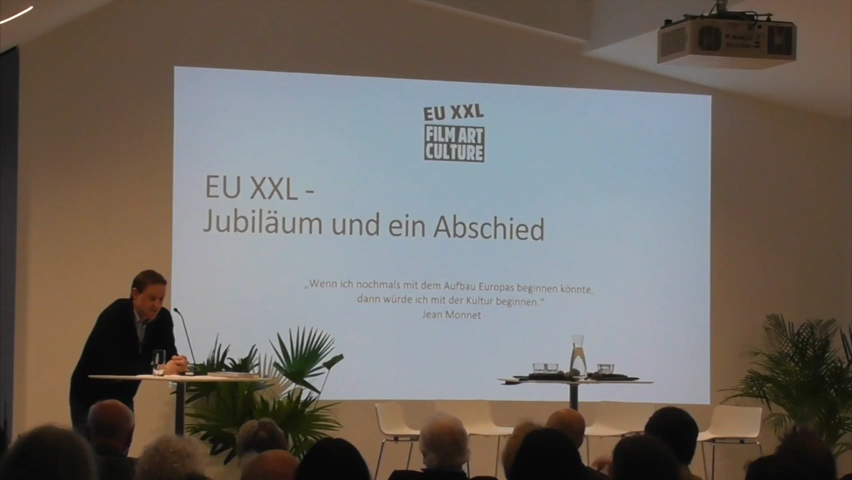 EU XXL
FILM ART
CULTURE
EU XXL -
Jubiläum und ein Abschied
„Wenn ich nochmals mit dem Aufbau Europas beginnen könnte,
dann würde ich mit der Kultur beginnen."
Jean Monnet